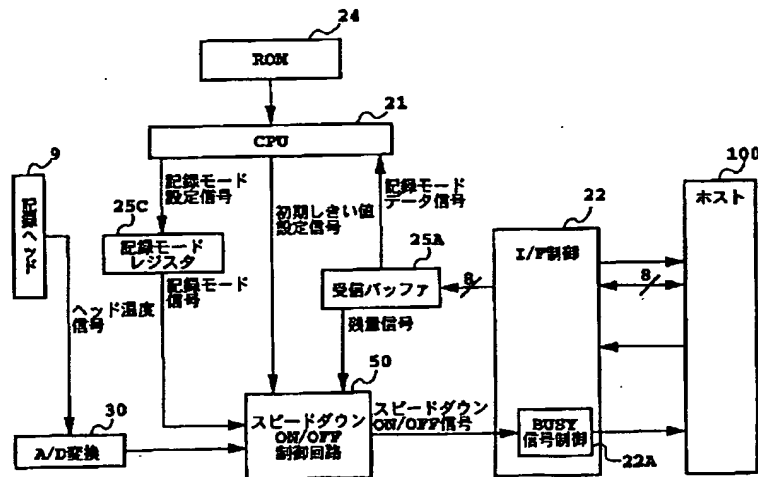 24
ROM
21
CPU
9
記録ヘッド
25C
記録モード
設定信号
記録モード
レジスタ
記録モード
信号
初期しきい値
設定信号
記録モード
データ信号
25A
受信バッファ
残量信号
8
22
I/F制御
100
ホスト
8
ヘッド温度
信号
30
A/D変換
50
スピードダウン
ON/OFF
制御回路
スピードダウン
ON/OFF信号
BUSY
信号制御
22A